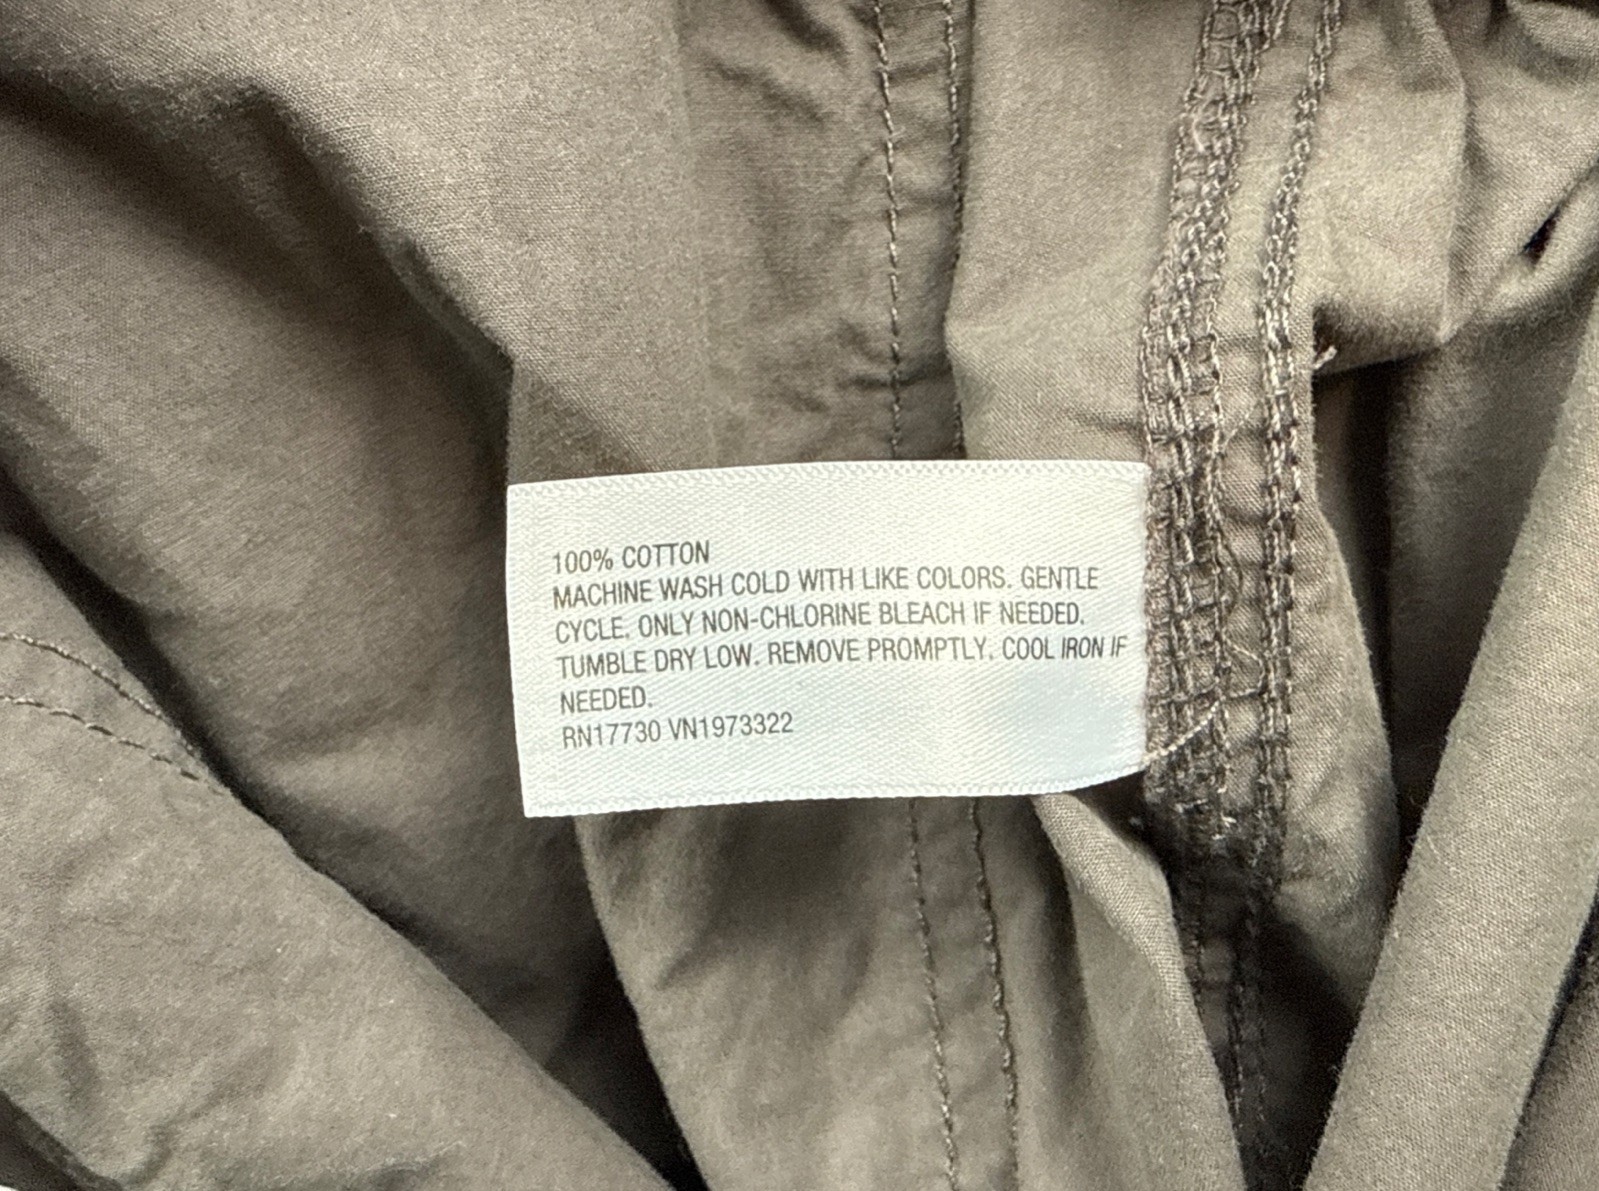 100% COTTON
MACHINE WASH COLD WITH LIKE COLORS. GENTLE
CYCLE. ONLY NON-CHLORINE BLEACH IF NEEDED.
TUMBLE DRY LOW. REMOVE PROMPTLY. COOL IRON IF
NEEDED.
RN17730 VN1973322